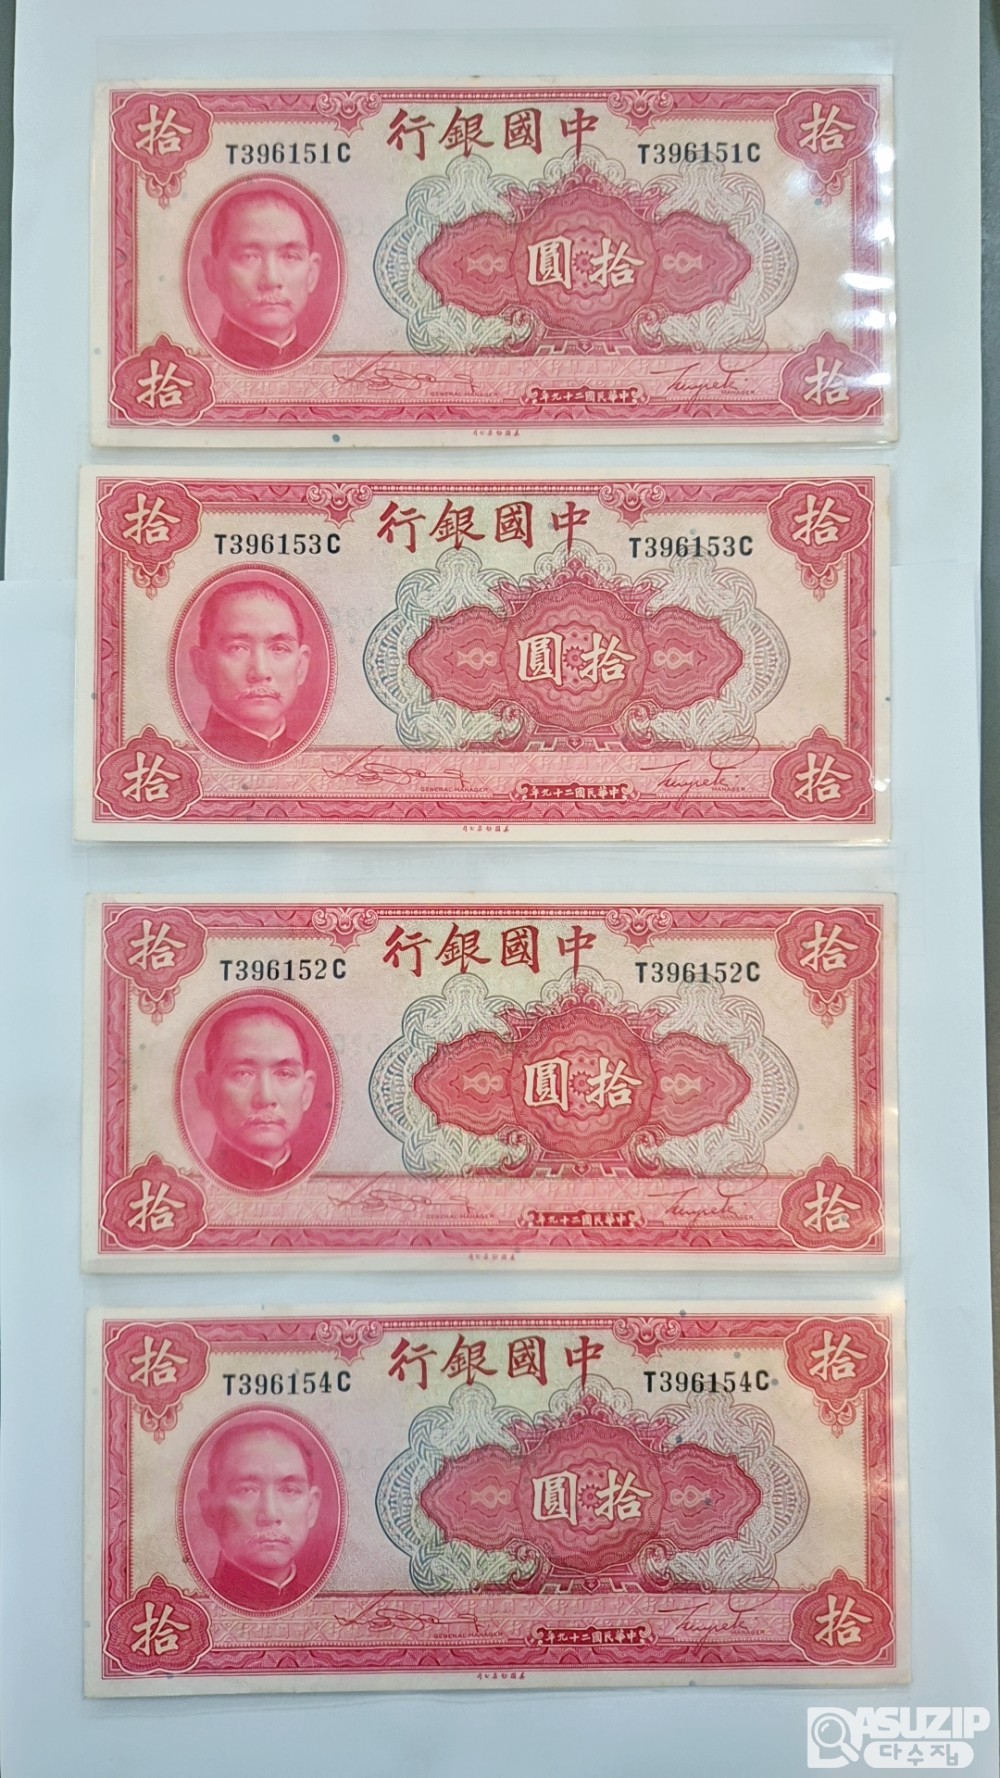 拾 行銀國中 拾
T396151C T396151C
圓拾
拾 GENERAL MANAGER 年九十二國民華中 MANAGER 拾
拾 行銀國中 拾
T396153C T396153C
圓拾
拾 GENERAL MANAGER 年九十二國民華中 MANAGER 拾
拾 行銀國中 拾
T396152C T396152C
圓拾
拾 GENERAL MANAGER 年九十二國民華中 MANAGER 拾
拾 行銀國中 拾
T396154C T396154C
圓拾
拾 GENERAL MANAGER 年九十二國民華中 MANAGER 拾
DASUZIP
다수집